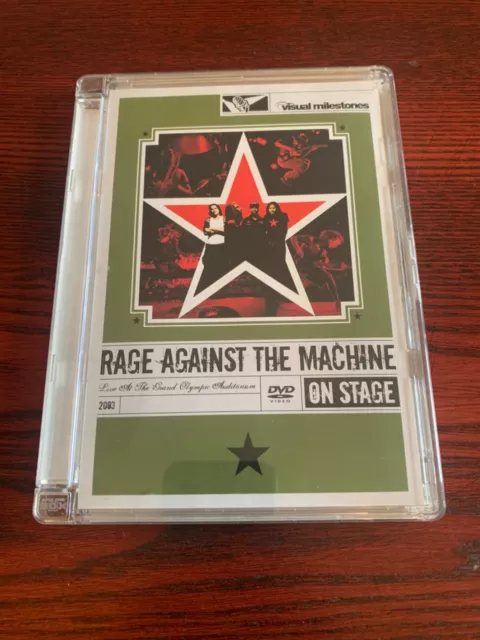 visual milestones
RAGE AGAINST THE MACHINE
Live At The Grand Olympic Auditorium
DVD
VIDEO
ON STAGE
2003